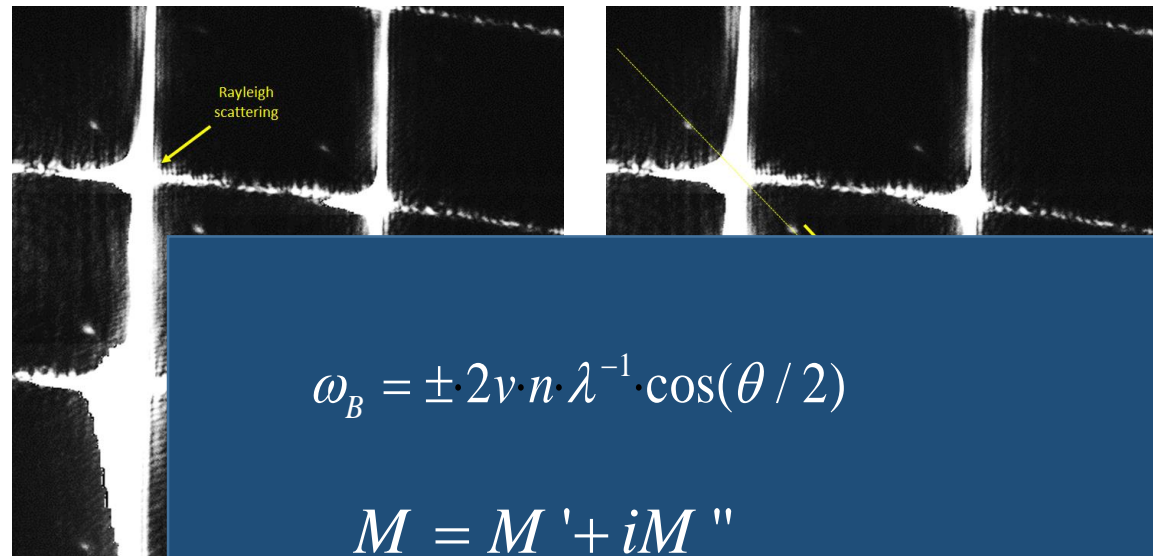 Rayleigh
scattering
ω_B = ±·2v·n·λ⁻¹·cos(θ / 2)
M = M '+ iM "